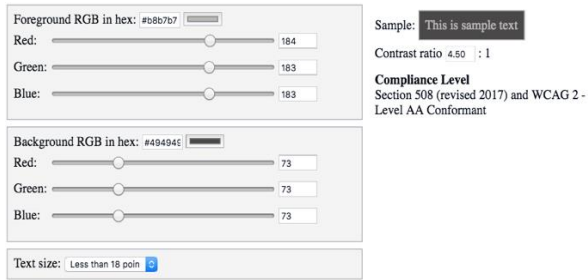 Foreground RGB in hex: #b8b7b7
Red: 184
Green: 183
Blue: 183
Background RGB in hex: #494949
Red: 73
Green: 73
Blue: 73
Text size: Less than 18 poin
Sample: This is sample text
Contrast ratio 4.50 : 1
Compliance Level
Section 508 (revised 2017) and WCAG 2 -
Level AA Conformant